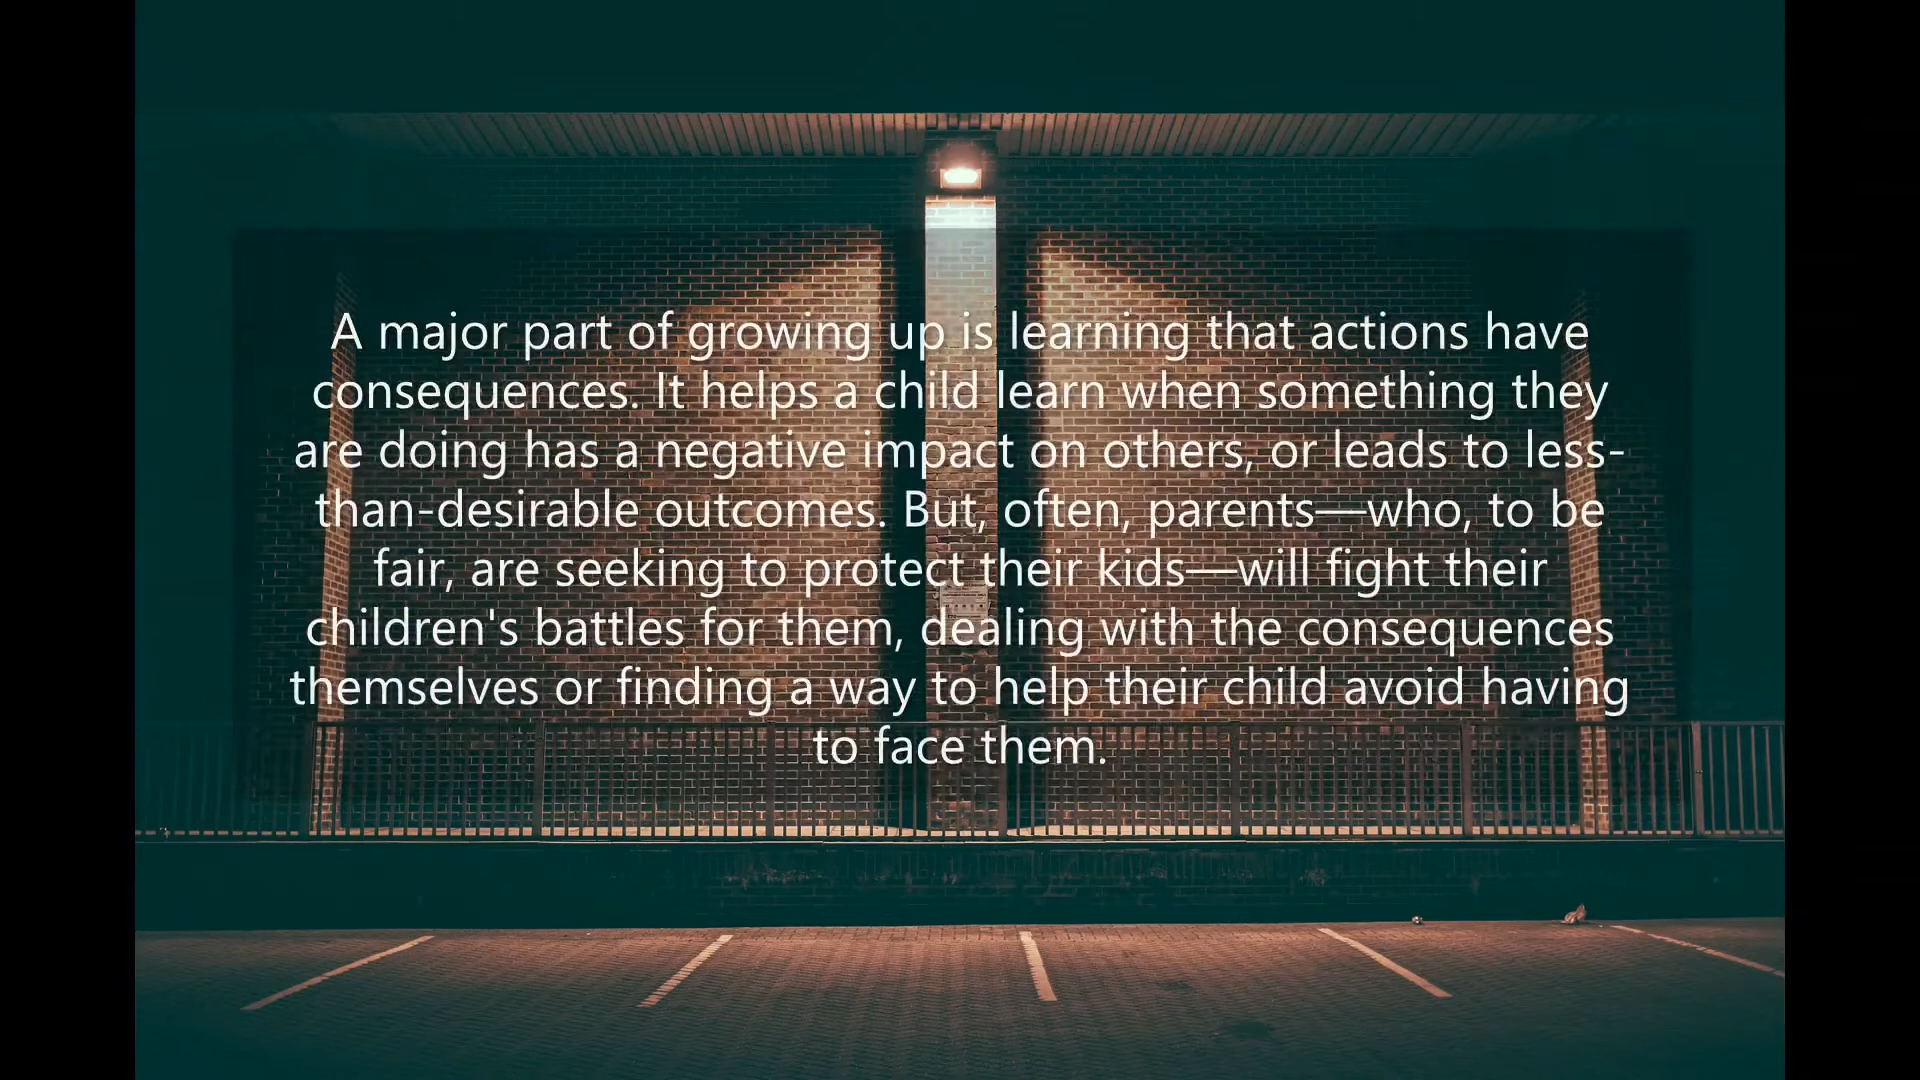 A major part of growing up is learning that actions have
consequences. It helps a child learn when something they
are doing has a negative impact on others, or leads to less-
than-desirable outcomes. But, often, parents—who, to be
fair, are seeking to protect their kids—will fight their
children's battles for them, dealing with the consequences
themselves or finding a way to help their child avoid having
to face them.